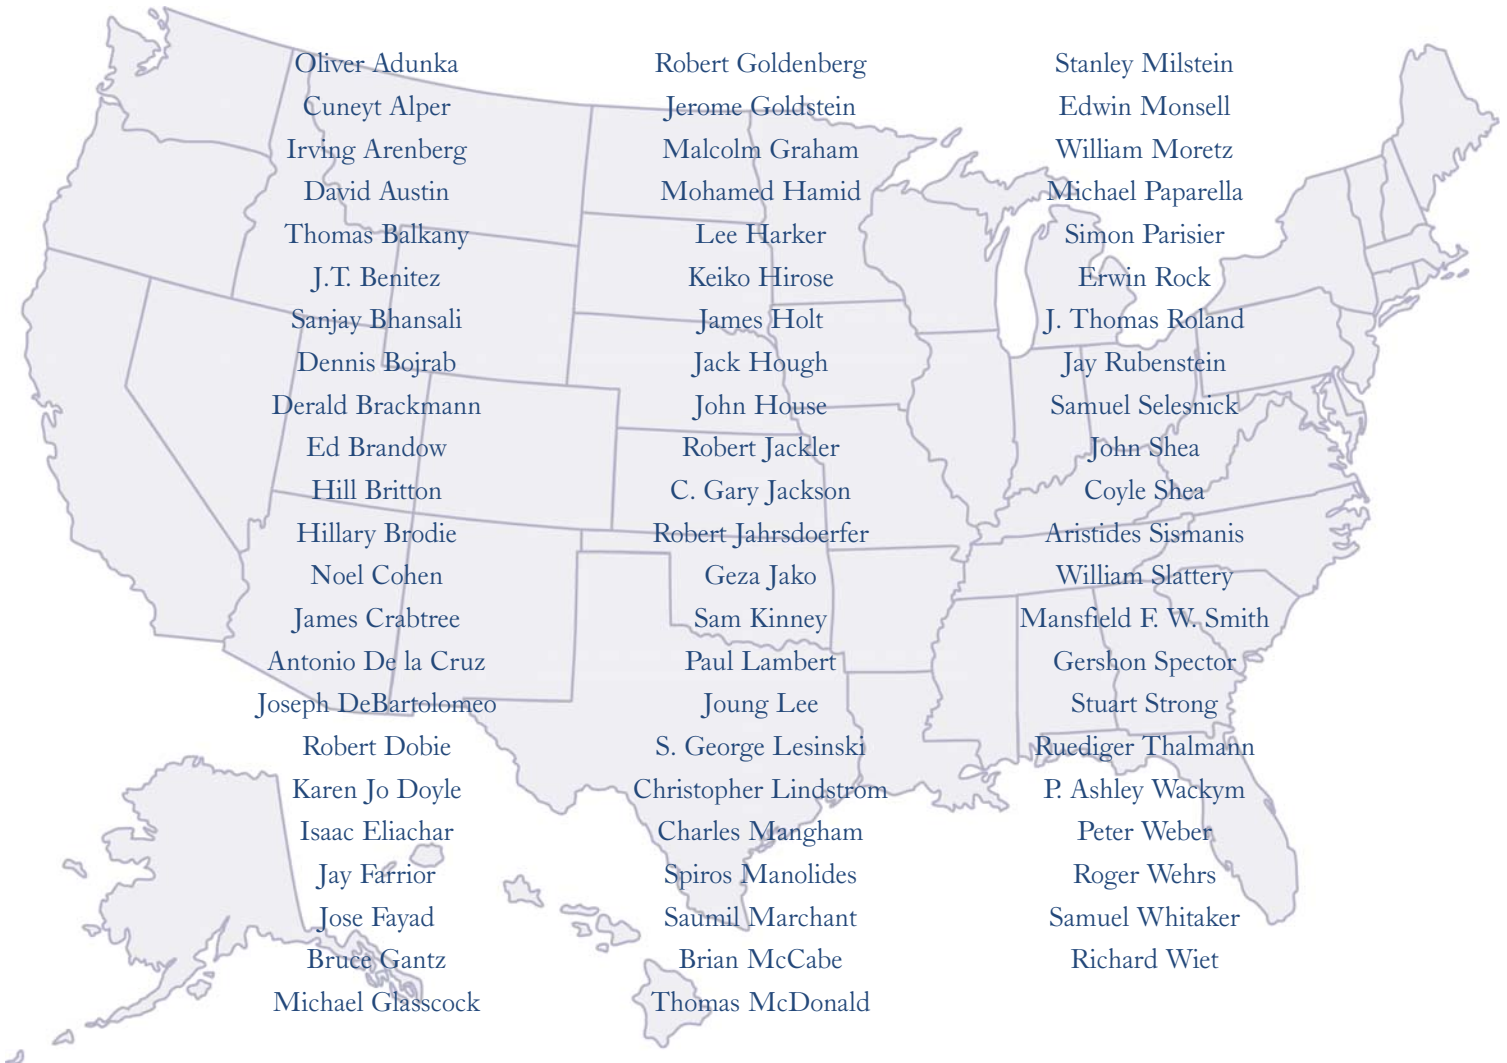 Oliver Adunka
Cuneyt Alper
Irving Arenberg
David Austin
Thomas Balkany
J.T. Benitez
Sanjay Bhansali
Dennis Bojrab
Derald Brackmann
Ed Brandow
Hill Britton
Hillary Brodie
Noel Cohen
James Crabtree
Antonio De la Cruz
Joseph DeBartolomeo
Robert Dobie
Karen Jo Doyle
Isaac Eliachar
Jay Farrior
Jose Fayad
Bruce Gantz
Michael Glasscock
Robert Goldenberg
Jerome Goldstein
Malcolm Graham
Mohamed Hamid
Lee Harker
Keiko Hirose
James Holt
Jack Hough
John House
Robert Jackler
C. Gary Jackson
Robert Jahrsdoerfer
Geza Jako
Sam Kinney
Paul Lambert
Joung Lee
S. George Lesinski
Christopher Lindstrom
Charles Mangham
Spiros Manolides
Saumil Marchant
Brian McCabe
Thomas McDonald
Stanley Milstein
Edwin Monsell
William Moretz
Michael Paparella
Simon Parisier
Erwin Rock
J. Thomas Roland
Jay Rubenstein
Samuel Selesnick
John Shea
Coyle Shea
Aristides Sismanis
William Slattery
Mansfield F. W. Smith
Gershon Spector
Stuart Strong
Ruediger Thalmann
P. Ashley Wackym
Peter Weber
Roger Wehrs
Samuel Whitaker
Richard Wiet